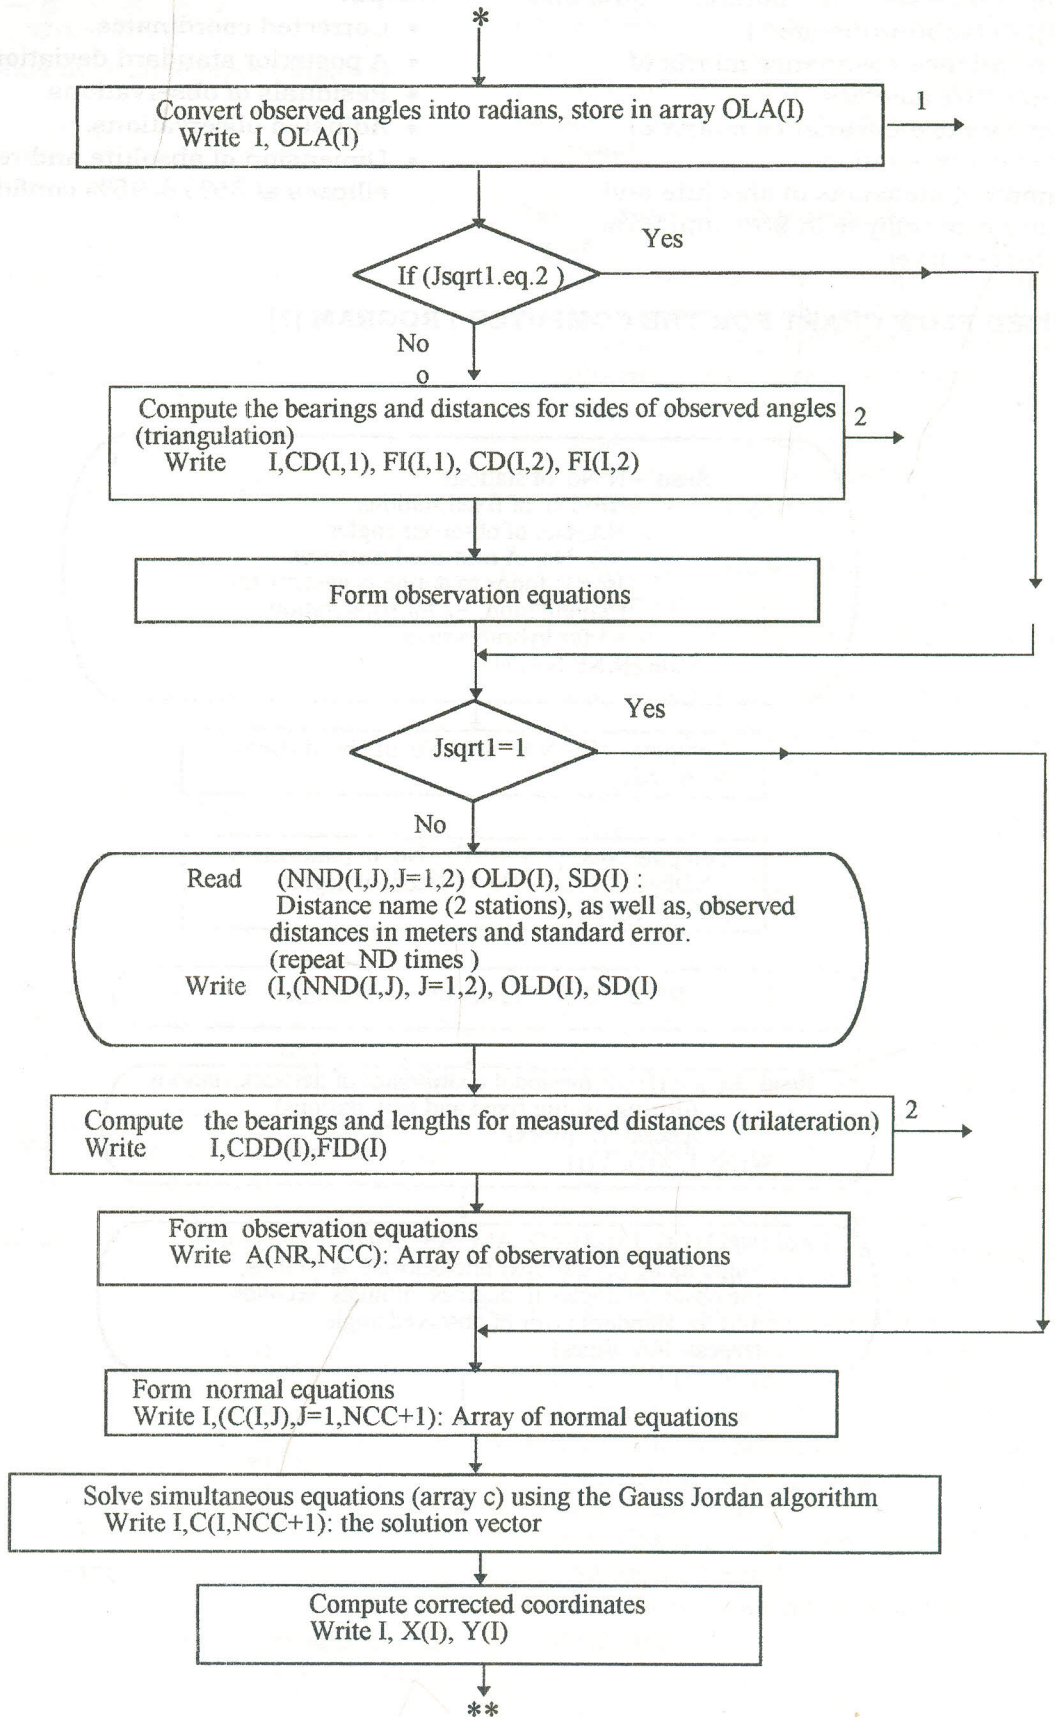 *
Convert observed angles into radians, store in array OLA(I)
Write I, OLA(I)
1
If (Jsqrt1.eq.2 )
Yes
No
o
Compute the bearings and distances for sides of observed angles
(triangulation)
Write I,CD(I,1), FI(I,1), CD(I,2), FI(I,2)
2
Form observation equations
Jsqrt1=1
Yes
No
Read (NND(I,J),J=1,2) OLD(I), SD(I) :
Distance name (2 stations), as well as, observed
distances in meters and standard error.
(repeat ND times )
Write (I,(NND(I,J), J=1,2), OLD(I), SD(I)
Compute the bearings and lengths for measured distances (trilateration)
Write I,CDD(I),FID(I)
2
Form observation equations
Write A(NR,NCC): Array of observation equations
Form normal equations
Write I,(C(I,J),J=1,NCC+1): Array of normal equations
Solve simultaneous equations (array c) using the Gauss Jordan algorithm
Write I,C(I,NCC+1): the solution vector
Compute corrected coordinates
Write I, X(I), Y(I)
**